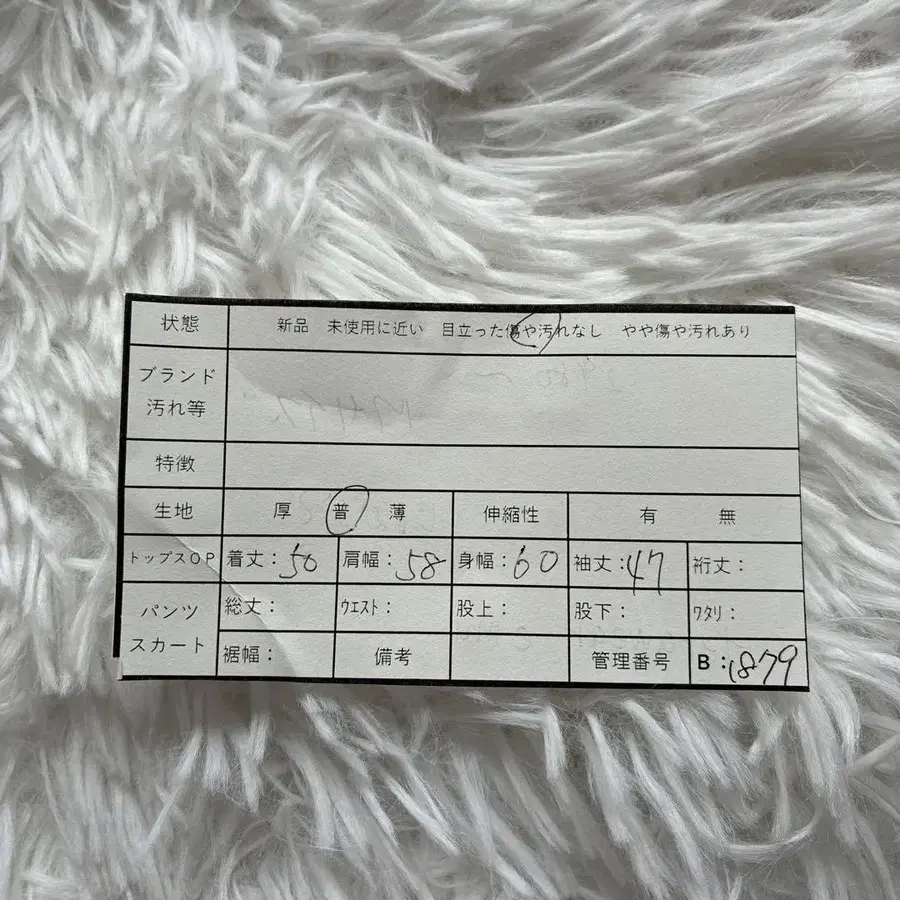 状態 新品 未使用に近い 目立った傷や汚れなし やや傷や汚れあり
ブランド
汚れ等
特徴
生地 厚 普 薄 伸縮性 有 無
トップスOP 着丈：50 肩幅：58 身幅：60 袖丈：47 裄丈：
パンツ 総丈： ウエスト： 股上： 股下： ワタリ：
スカート
裾幅： 備考 管理番号 B：1879